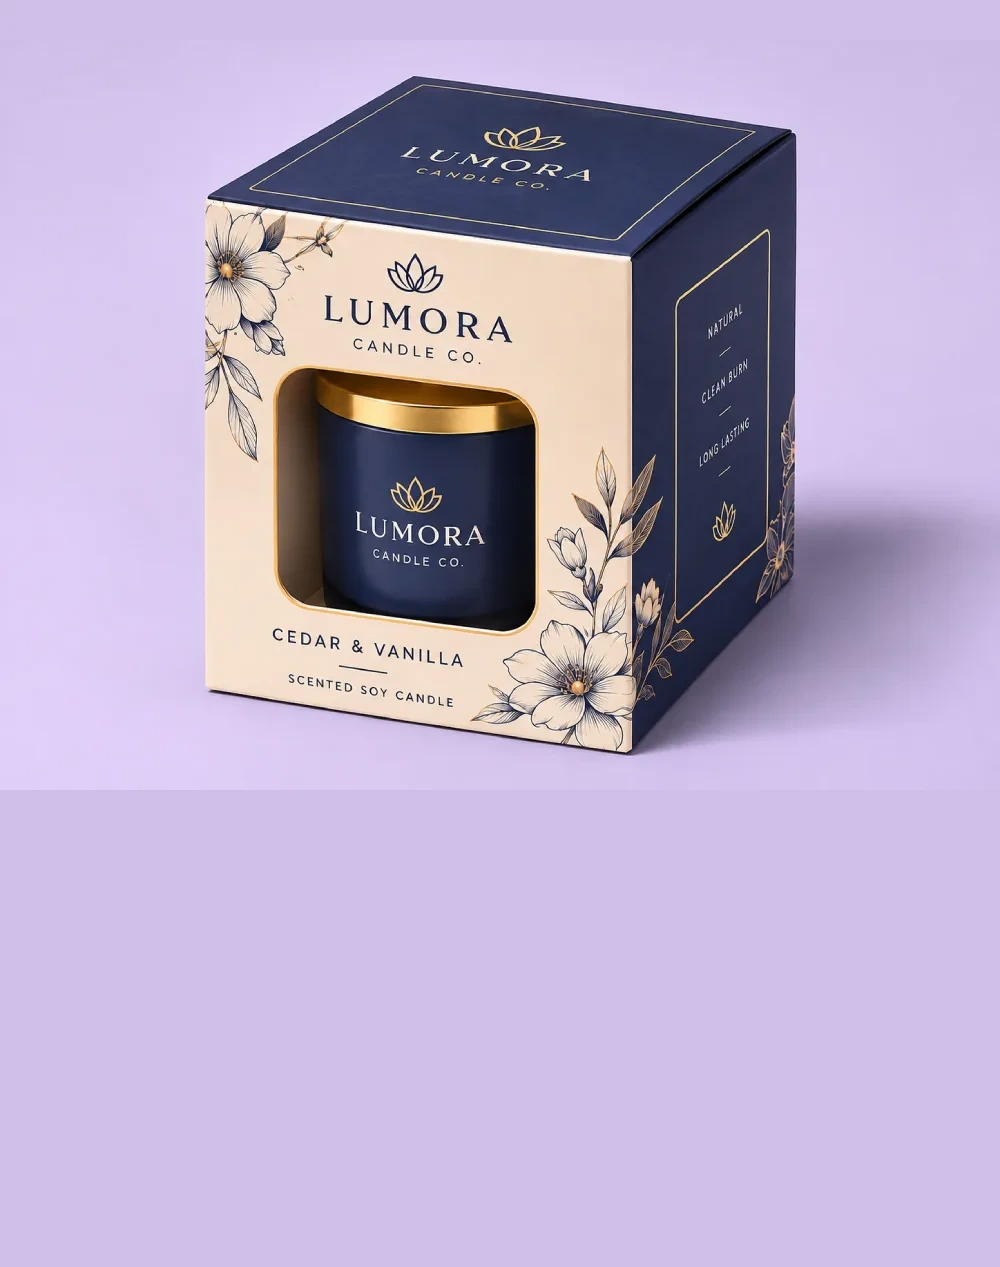 LUMORA
CANDLE CO.
LUMORA
CANDLE CO.
LUMORA
CANDLE CO.
CEDAR & VANILLA
SCENTED SOY CANDLE
NATURAL
CLEAN BURN
LONG LASTING